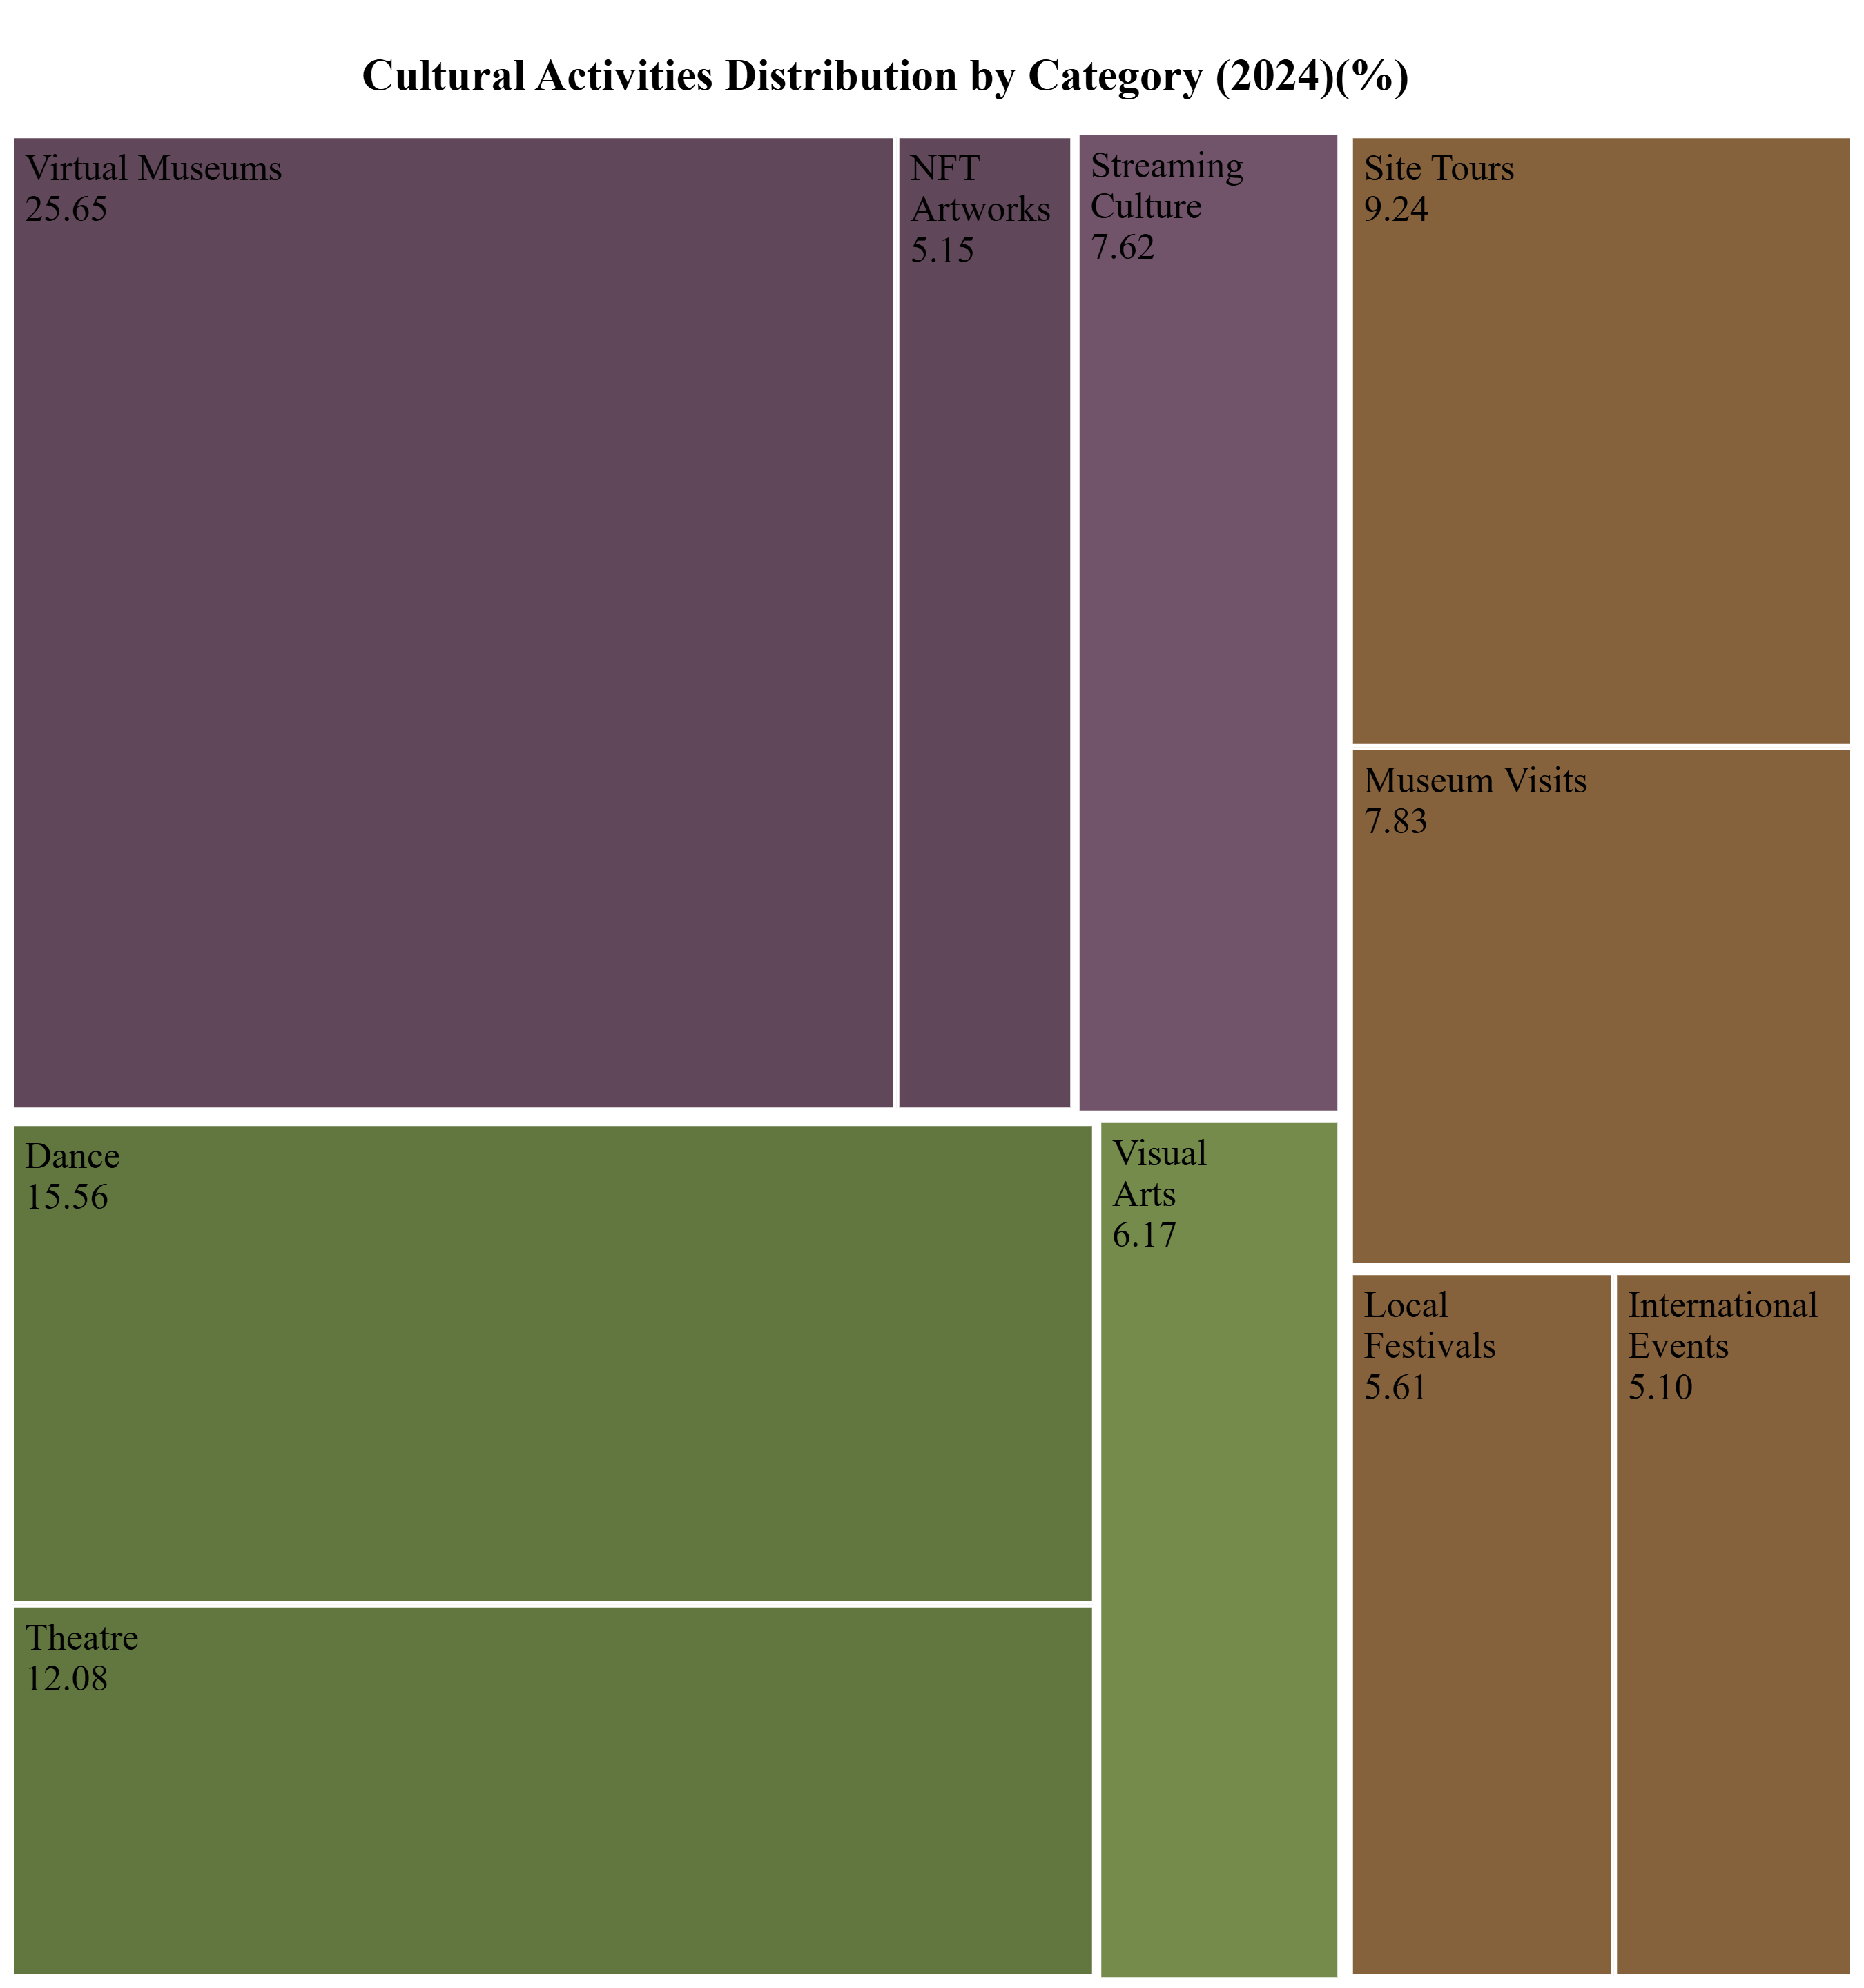 Cultural Activities Distribution by Category (2024)(%)
Virtual Museums
25.65
NFT
Artworks
5.15
Streaming
Culture
7.62
Site Tours
9.24
Museum Visits
7.83
Dance
15.56
Visual
Arts
6.17
Local
Festivals
5.61
International
Events
5.10
Theatre
12.08